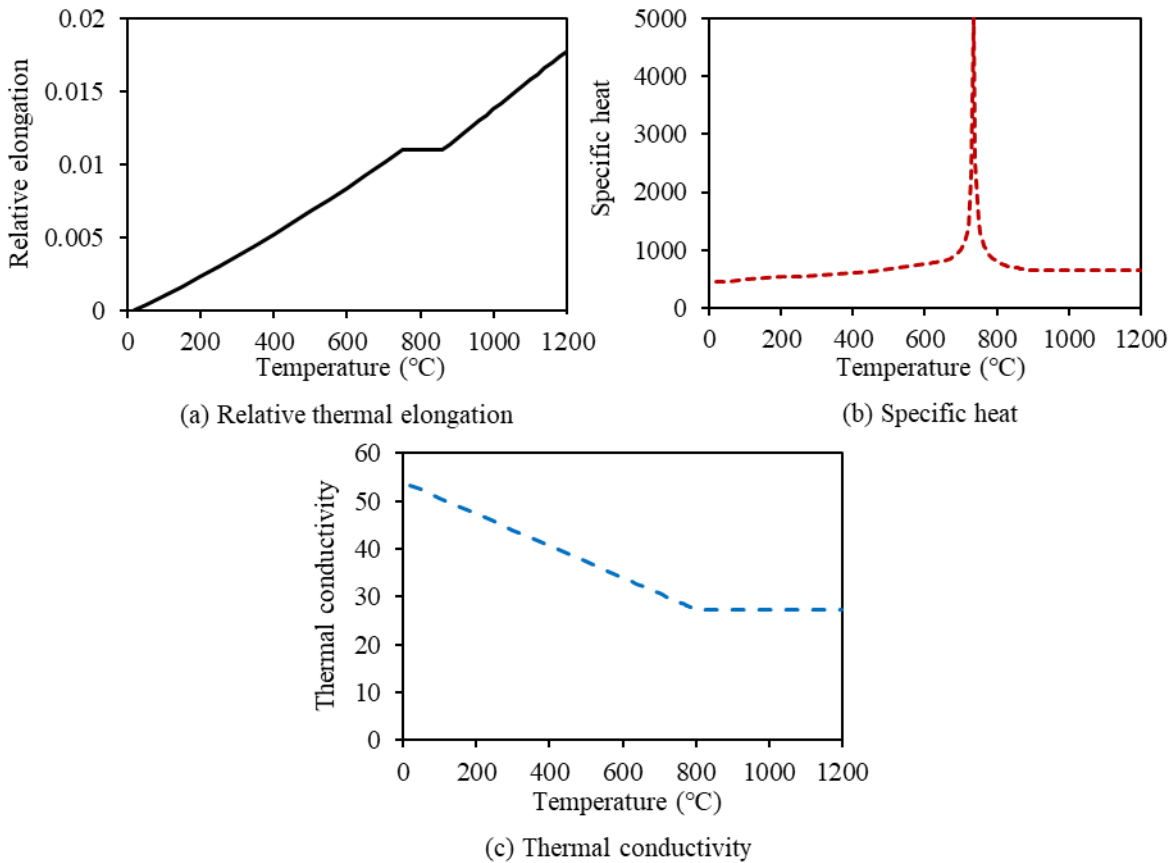 Relative elongation
0.02
0.015
0.01
0.005
0
0 200 400 600 800 1000 1200
Temperature (℃)
(a) Relative thermal elongation
Specific heat
5000
4000
3000
2000
1000
0
0 200 400 600 800 1000 1200
Temperature (℃)
(b) Specific heat
Thermal conductivity
60
50
40
30
20
10
0
0 200 400 600 800 1000 1200
Temperature (℃)
(c) Thermal conductivity